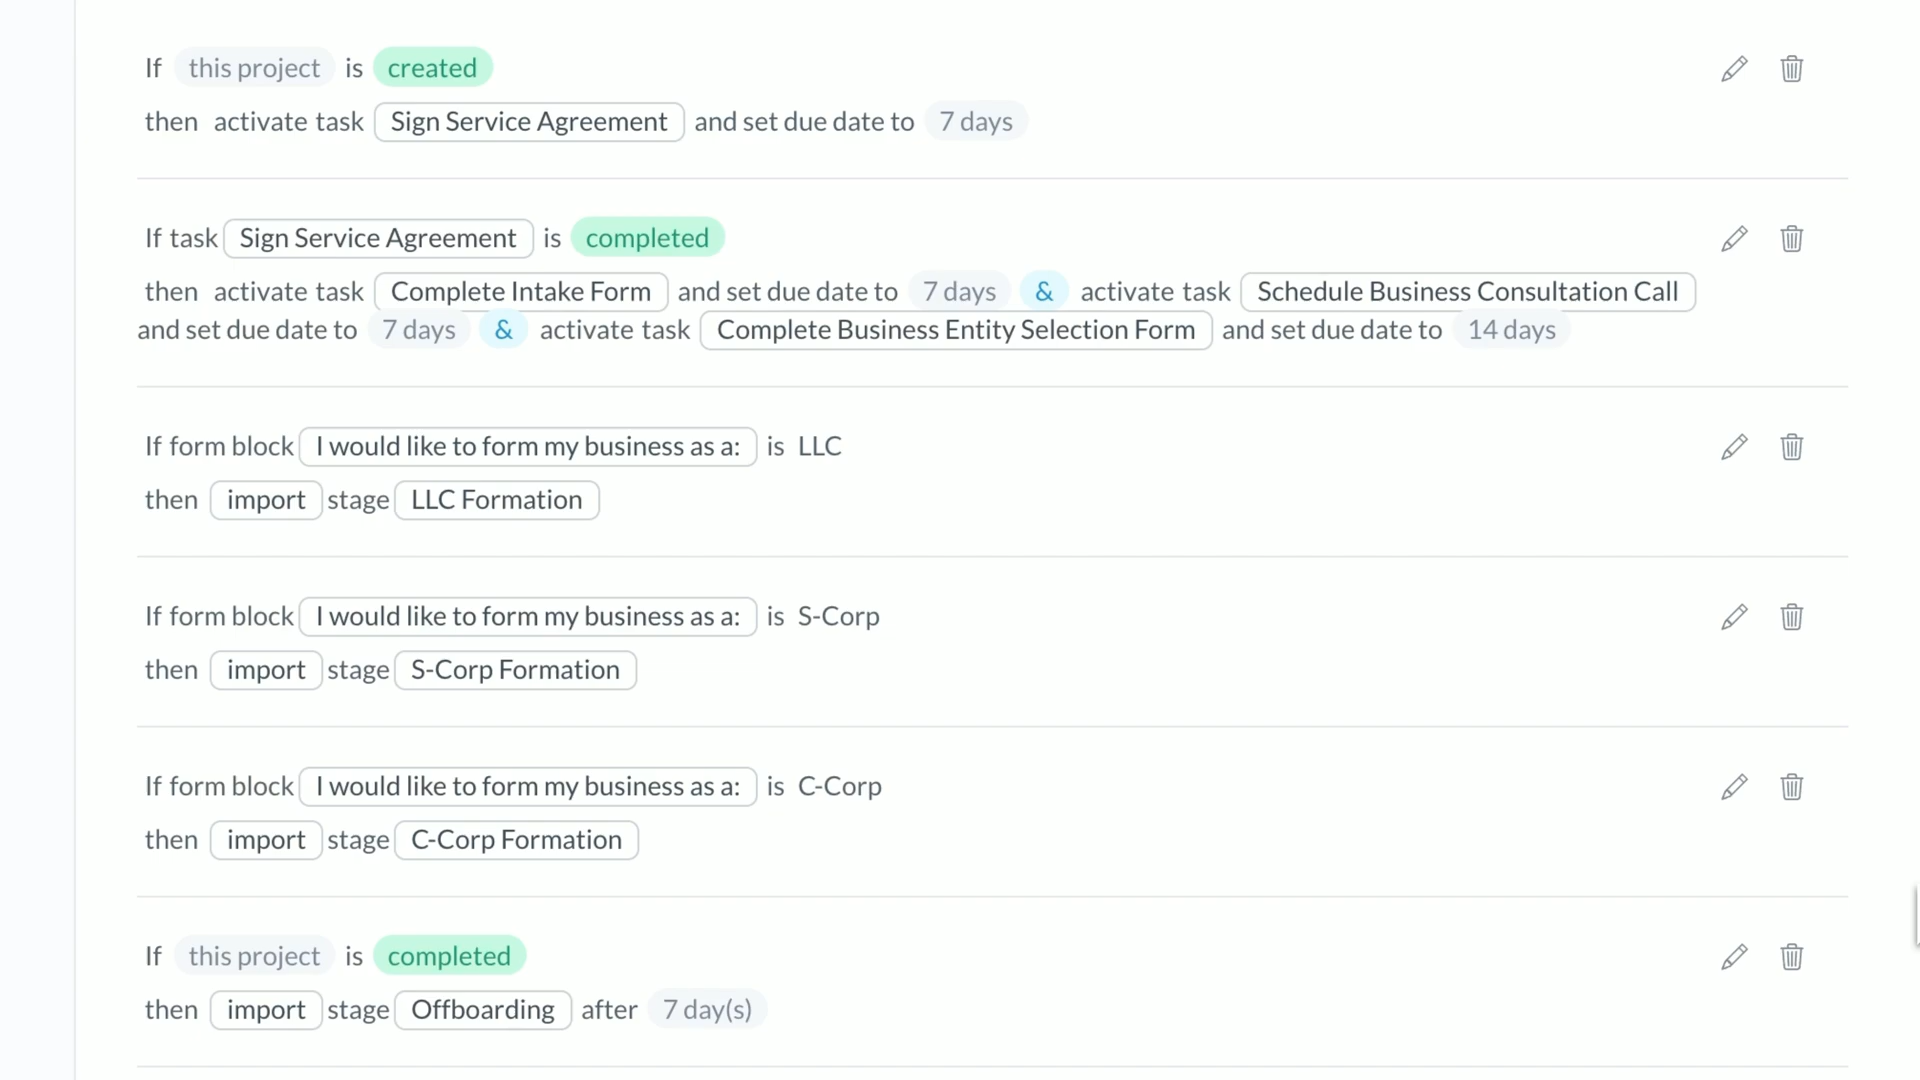 If this project is created
then activate task Sign Service Agreement and set due date to 7 days
If task Sign Service Agreement is completed
then activate task Complete Intake Form and set due date to 7 days & activate task Schedule Business Consultation Call
and set due date to 7 days & activate task Complete Business Entity Selection Form and set due date to 14 days
If form block I would like to form my business as a: is LLC
then import stage LLC Formation
If form block I would like to form my business as a: is S-Corp
then import stage S-Corp Formation
If form block I would like to form my business as a: is C-Corp
then import stage C-Corp Formation
If this project is completed
then import stage Offboarding after 7 day(s)